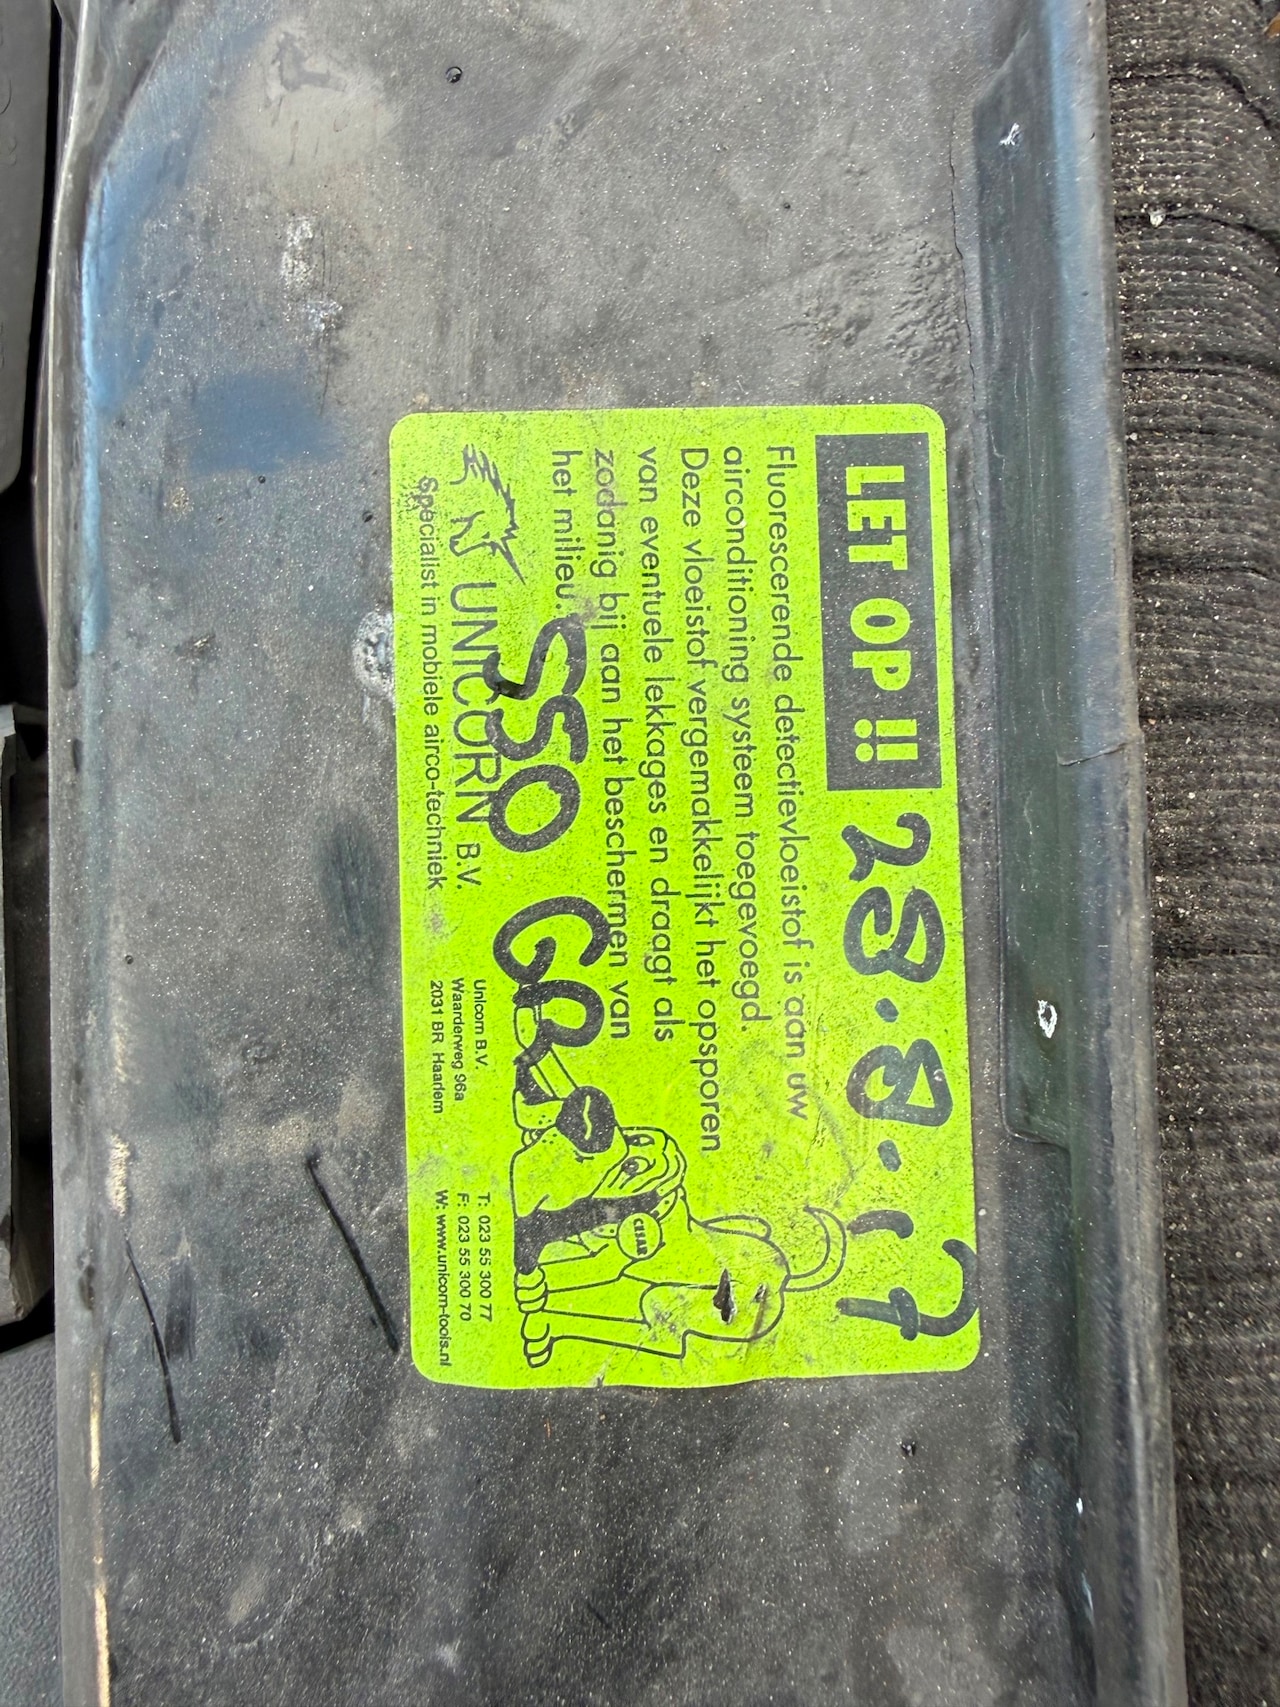 LET OP !! 28.8.17
Fluorescerende detectievloeistof is aan uw
airconditioning systeem toegevoegd.
Deze vloeistof vergemakkelijkt het opsporen
van eventuele lekkages en draagt als
zodanig bij aan het beschermen van
het milieu.
550 GR
UNICORN B.V.
Specialist in mobiele airco-techniek
Unicorn B.V.
Waarderweg 96a
2031 BR Haarlem
T: 023 55 300 77
F: 023 55 300 70
W: www.unicorn-tools.nl
CESAR